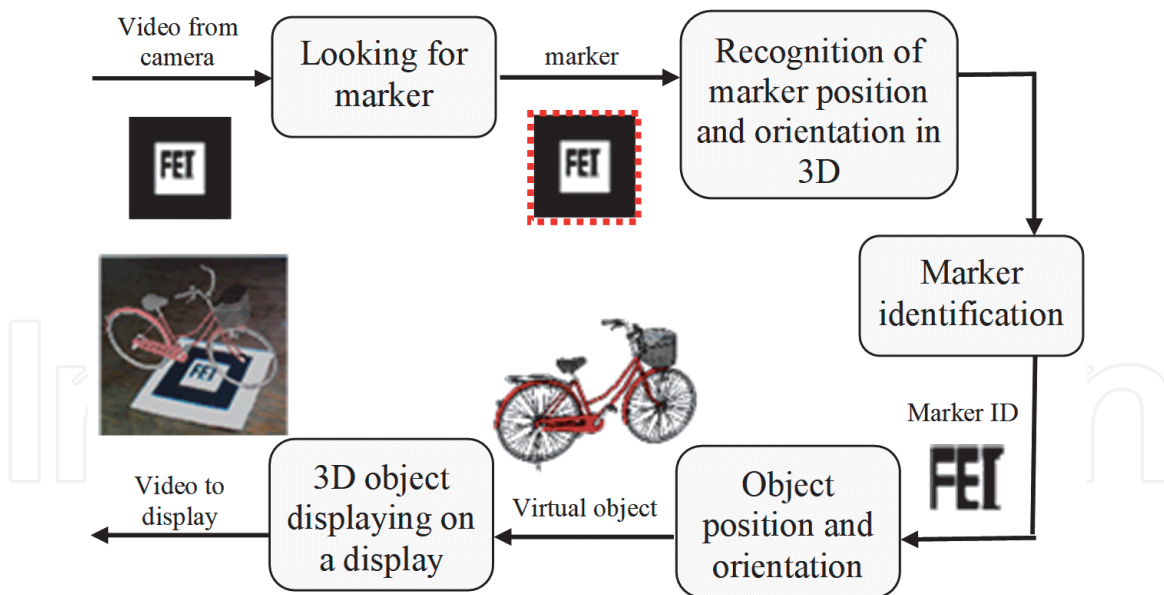 Video from
camera
Looking for
marker
marker
Recognition of
marker position
and orientation in
3D
FEI
FEI
Marker
identification
FEI
Marker ID
FEI
Video to
display
3D object
displaying on
a display
Virtual object
Object
position and
orientation